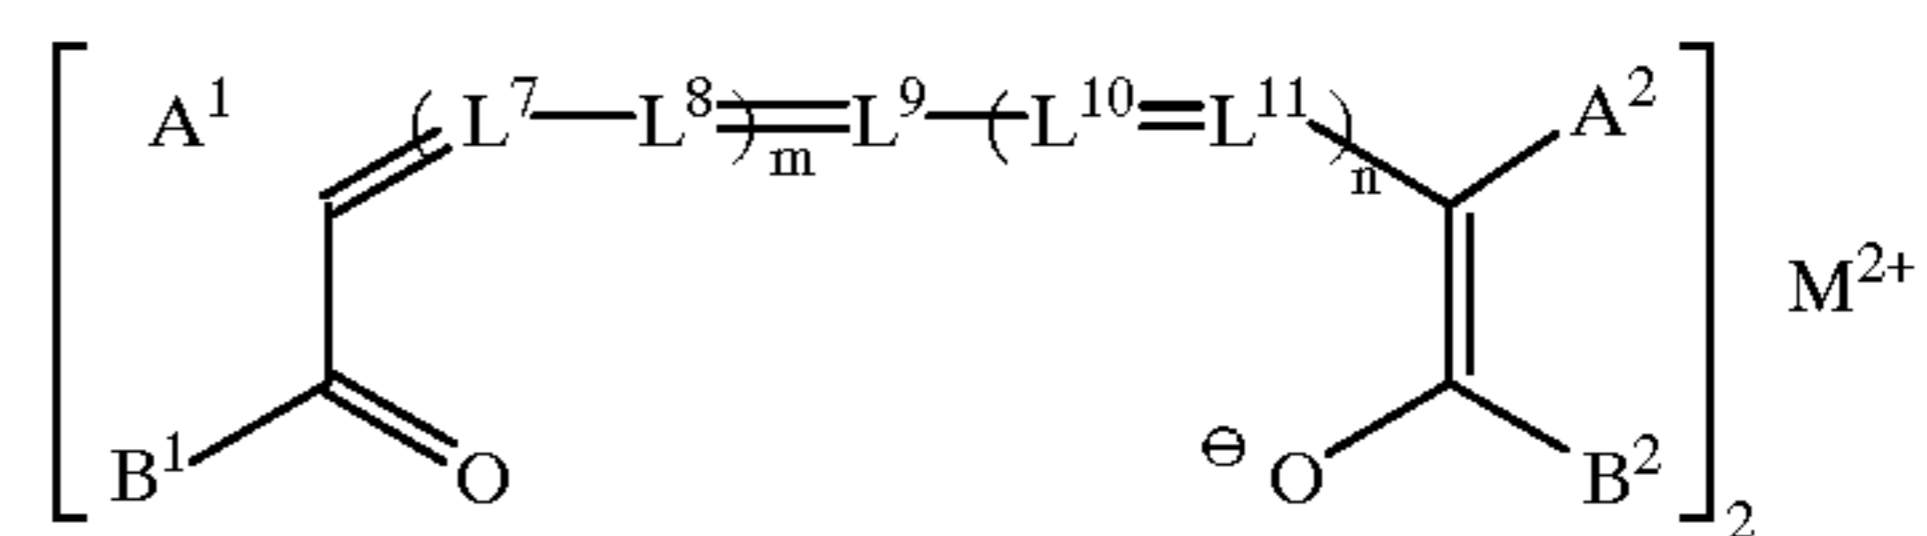 A¹ (L⁷—L⁸)ₘ=L⁹—(L¹⁰=L¹¹)ₙ A²
M²⁺
B¹ O ⊖ O B² ₂